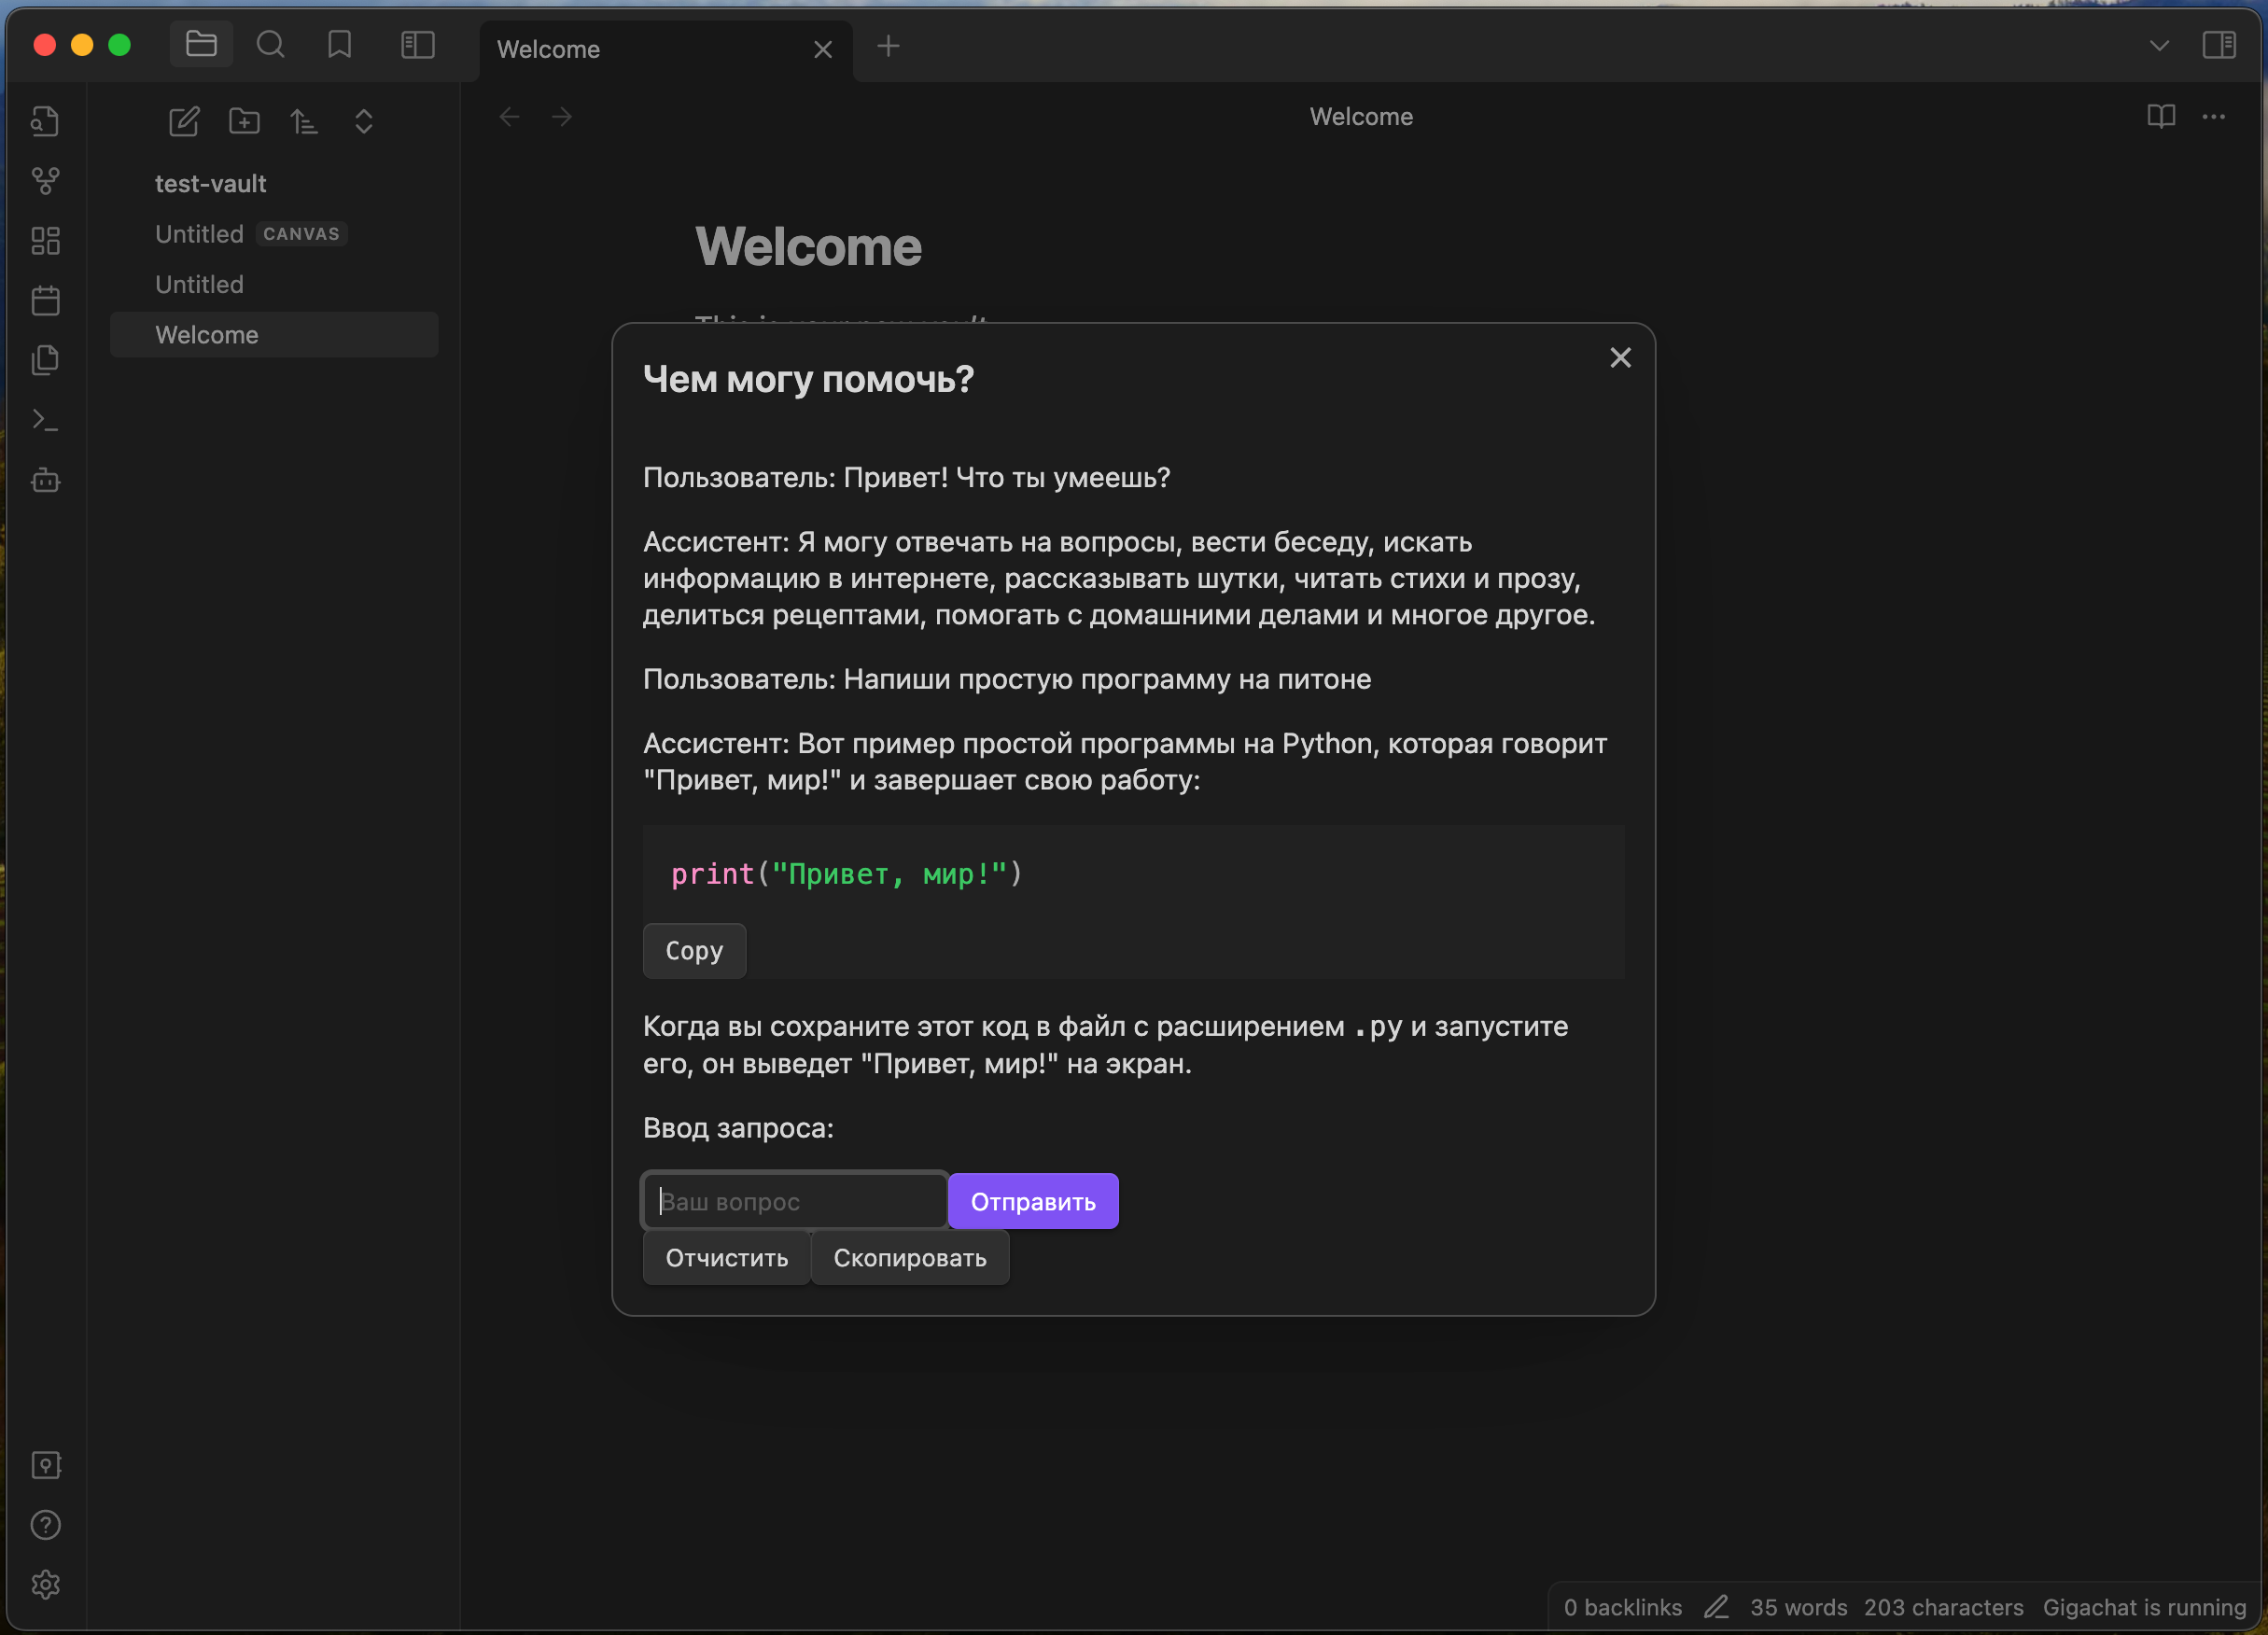 Welcome
Welcome
test-vault
Untitled CANVAS
Untitled
Welcome
Welcome
This is your new vault
Чем могу помочь?
Пользователь: Привет! Что ты умеешь?
Ассистент: Я могу отвечать на вопросы, вести беседу, искать
информацию в интернете, рассказывать шутки, читать стихи и прозу,
делиться рецептами, помогать с домашними делами и многое другое.
Пользователь: Напиши простую программу на питоне
Ассистент: Вот пример простой программы на Python, которая говорит
"Привет, мир!" и завершает свою работу:
print("Привет, мир!")
Copy
Когда вы сохраните этот код в файл с расширением .py и запустите
его, он выведет "Привет, мир!" на экран.
Ввод запроса:
Ваш вопрос
Отправить
Отчистить
Скопировать
0 backlinks 35 words 203 characters Gigachat is running